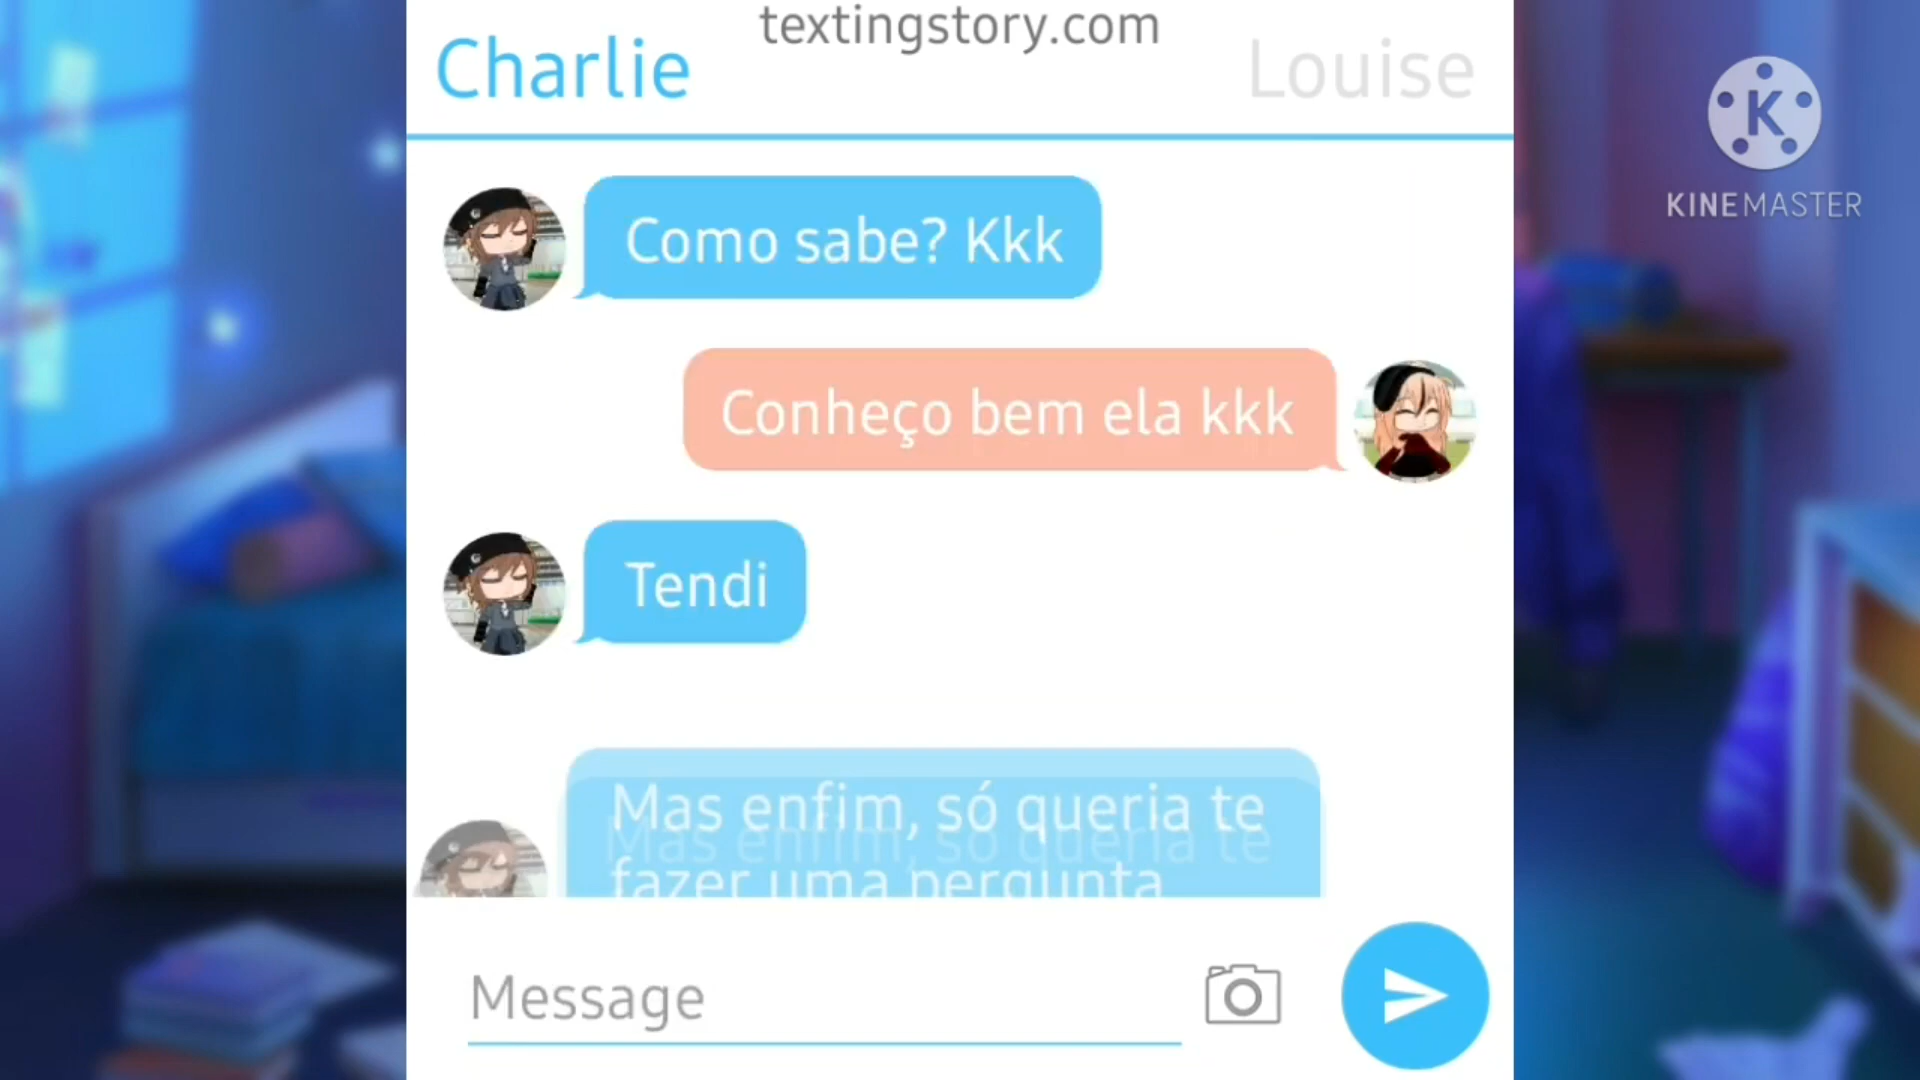 textingstory.com
Charlie
Louise
K
KINEMASTER
Como sabe? Kkk
Conheço bem ela kkk
Tendi
Mas enfim, só queria te
fazer uma pergunta
Message